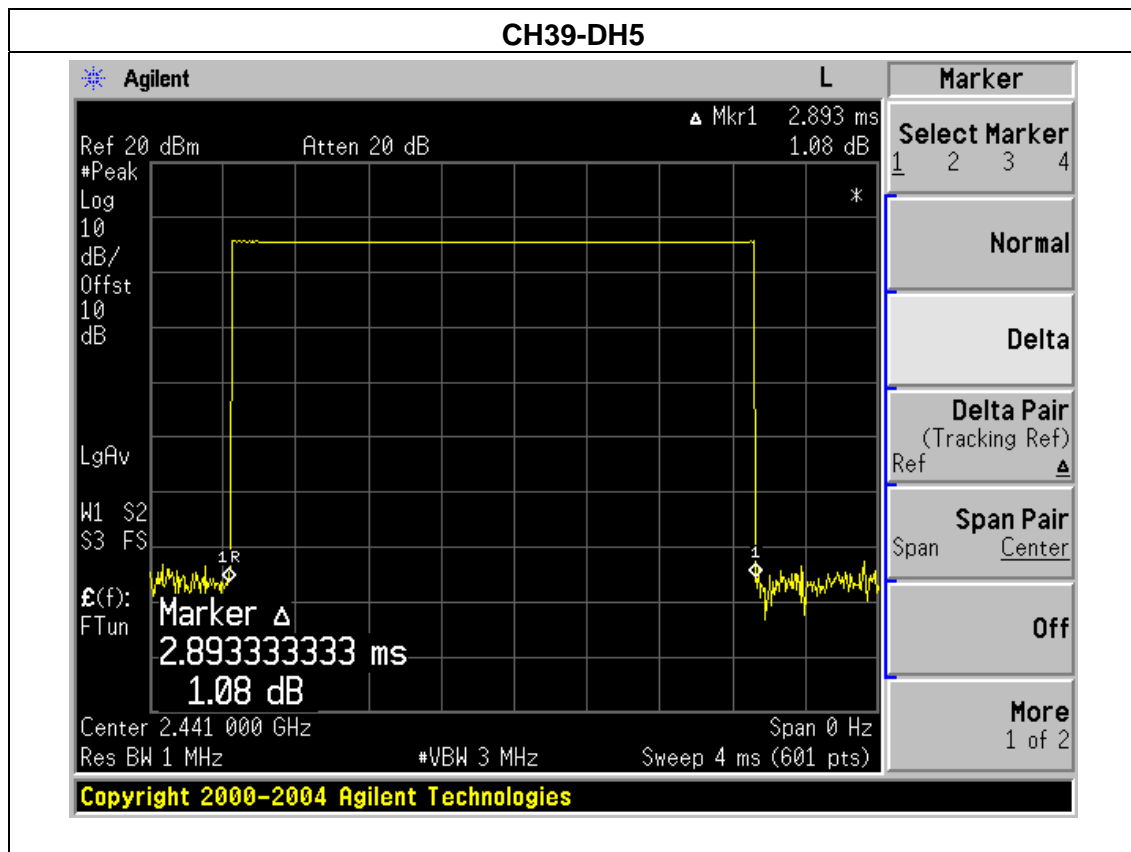 CH39-DH5
Agilent L Marker
Δ Mkr1 2.893 ms
Ref 20 dBm Atten 20 dB 1.08 dB
#Peak
Log
10
dB/
Offst
10
dB
LgAv
W1 S2
S3 FS
£(f):
FTun
*
1R
1
Marker Δ
2.893333333 ms
1.08 dB
Center 2.441 000 GHz Span 0 Hz
Res BW 1 MHz #VBW 3 MHz Sweep 4 ms (601 pts)
Copyright 2000-2004 Agilent Technologies
Select Marker
1 2 3 4
Normal
Delta
Delta Pair
(Tracking Ref)
Ref Δ
Span Pair
Span Center
Off
More
1 of 2